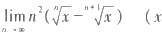 lim n→∞ n²(ⁿ√x − ⁿ⁺¹√x) (x